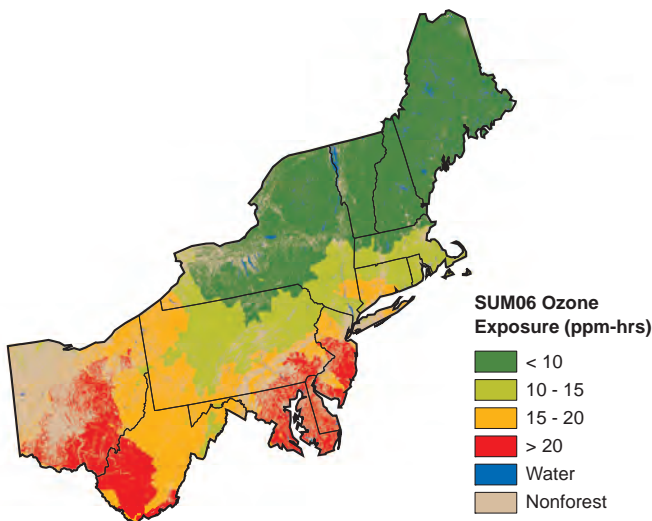 SUM06 Ozone
Exposure (ppm-hrs)
< 10
10 - 15
15 - 20
> 20
Water
Nonforest